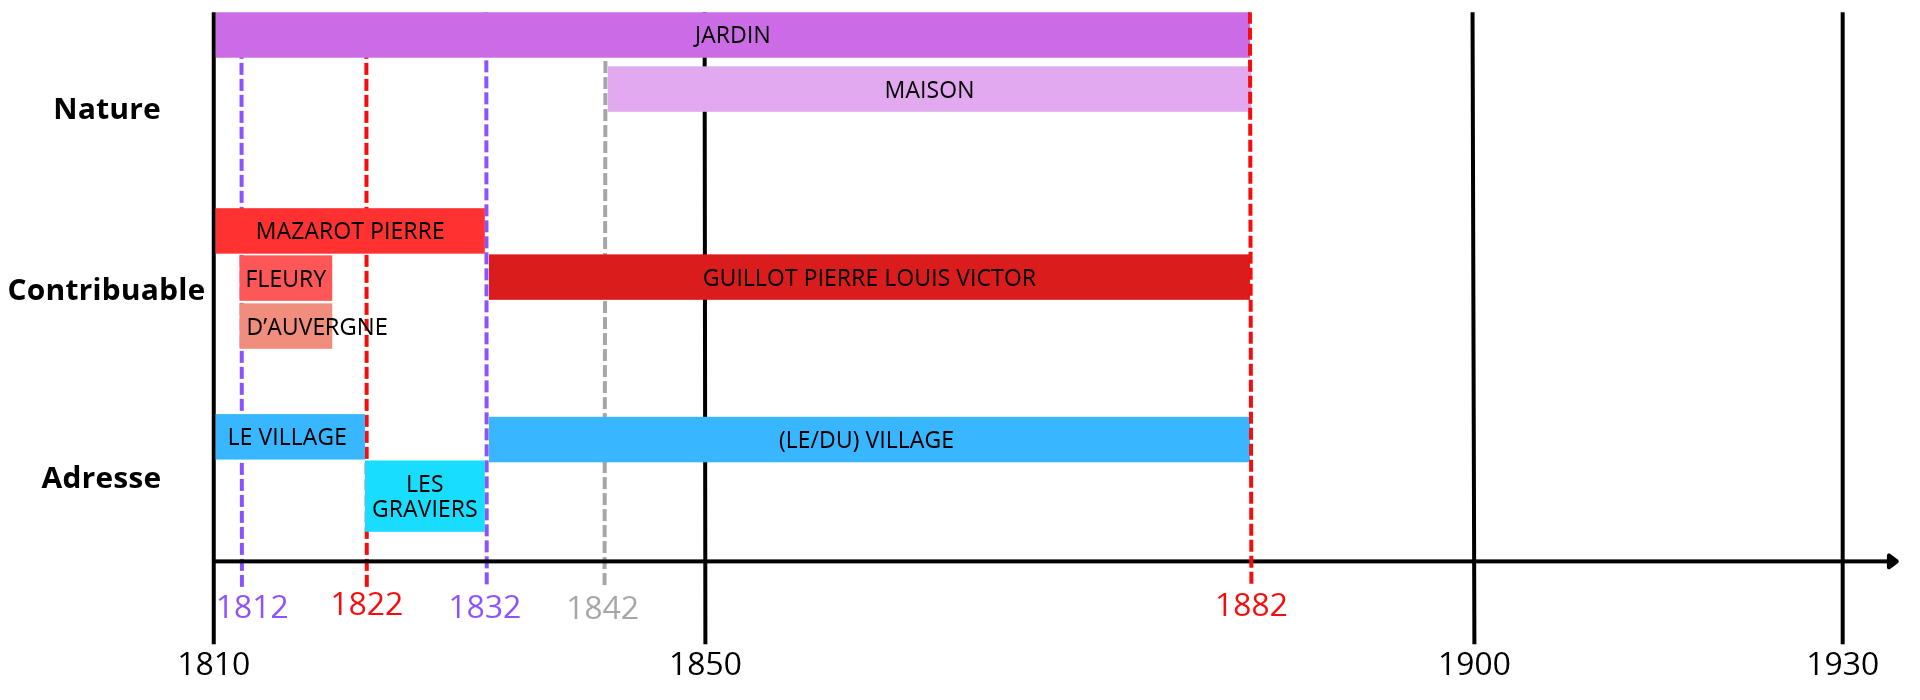 JARDIN
MAISON
Nature
MAZAROT PIERRE
FLEURY
GUILLOT PIERRE LOUIS VICTOR
Contribuable
D’AUVERGNE
LE VILLAGE
(LE/DU) VILLAGE
Adresse
LES
GRAVIERS
1812
1822
1832
1842
1882
1810
1850
1900
1930